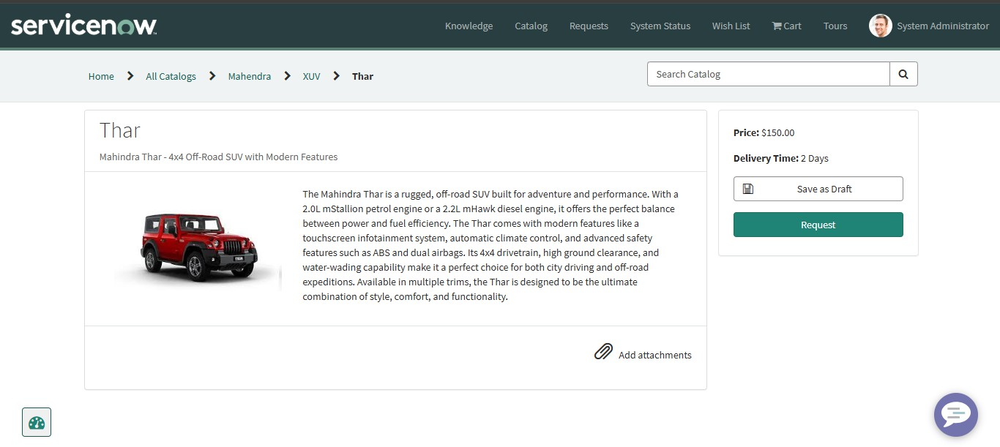 servicenow
Knowledge
Catalog
Requests
System Status
Wish List
Cart
Tours
System Administrator
Home
All Catalogs
Mahendra
XUV
Thar
Search Catalog
Thar
Mahindra Thar - 4x4 Off-Road SUV with Modern Features
The Mahindra Thar is a rugged, off-road SUV built for adventure and performance. With a
2.0L mStallion petrol engine or a 2.2L mHawk diesel engine, it offers the perfect balance
between power and fuel efficiency. The Thar comes with modern features like a
touchscreen infotainment system, automatic climate control, and advanced safety
features such as ABS and dual airbags. Its 4x4 drivetrain, high ground clearance, and
water-wading capability make it a perfect choice for both city driving and off-road
expeditions. Available in multiple trims, the Thar is designed to be the ultimate
combination of style, comfort, and functionality.
THAR
Add attachments
Price: $150.00
Delivery Time: 2 Days
Save as Draft
Request